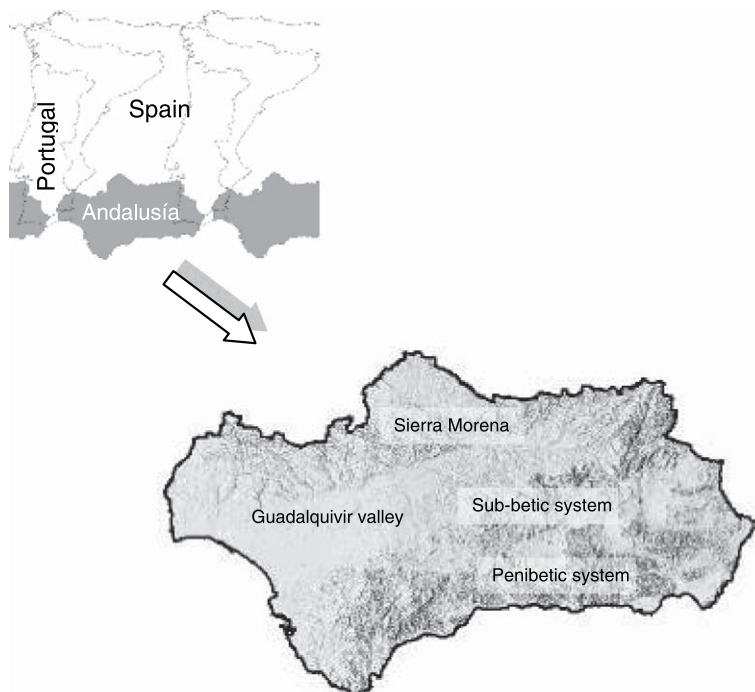 Portugal
Spain
Andalusía
Sierra Morena
Guadalquivir valley
Sub-betic system
Penibetic system